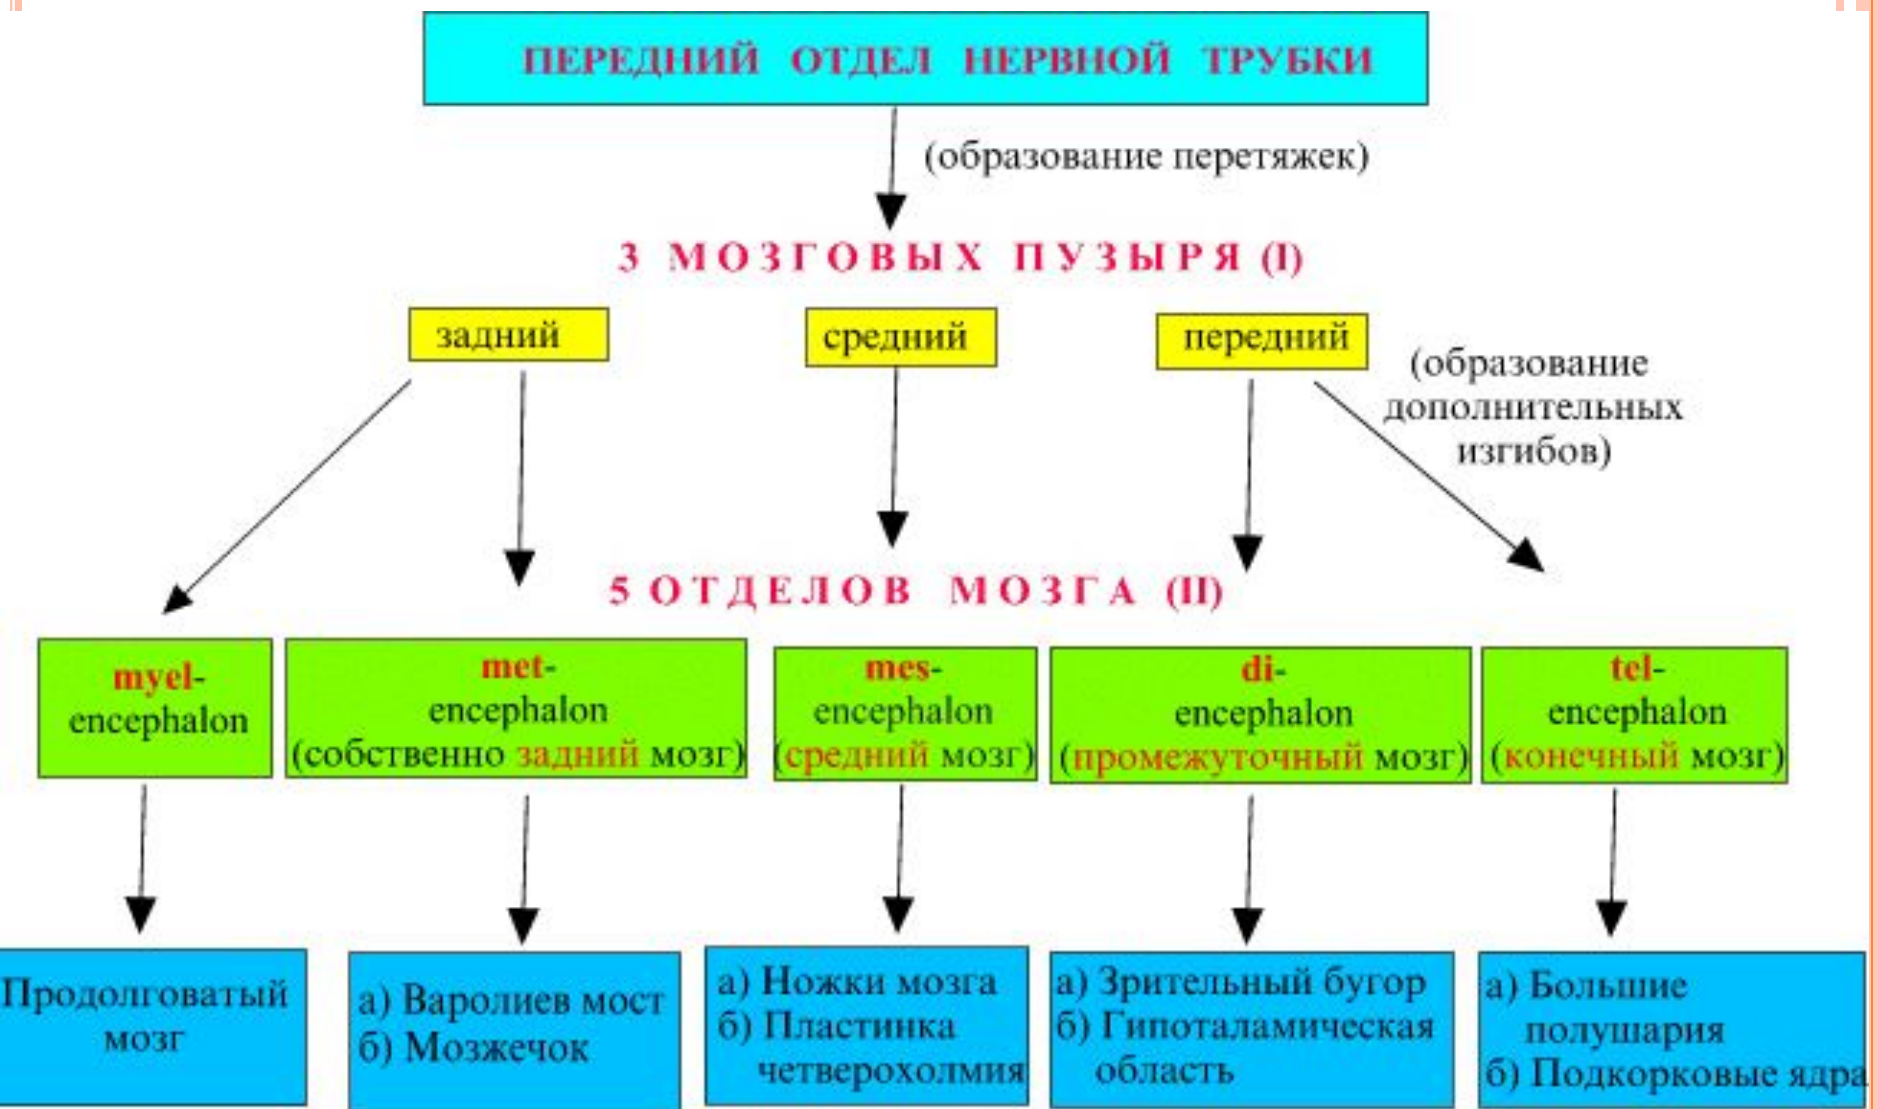 ПЕРЕДНИЙ ОТДЕЛ НЕРВНОЙ ТРУБКИ
(образование перетяжек)
3 МОЗГОВЫХ ПУЗЫРЯ (I)
задний
средний
передний
(образование
дополнительных
изгибов)
5 ОТДЕЛОВ МОЗГА (II)
myel-
encephalon
met-
encephalon
(собственно задний мозг)
mes-
encephalon
(средний мозг)
di-
encephalon
(промежуточный мозг)
tel-
encephalon
(конечный мозг)
Продолговатый
мозг
а) Варолиев мост
б) Мозжечок
а) Ножки мозга
б) Пластинка
четверохолмия
а) Зрительный бугор
б) Гипоталамическая
область
а) Большие
полушария
б) Подкорковые ядра